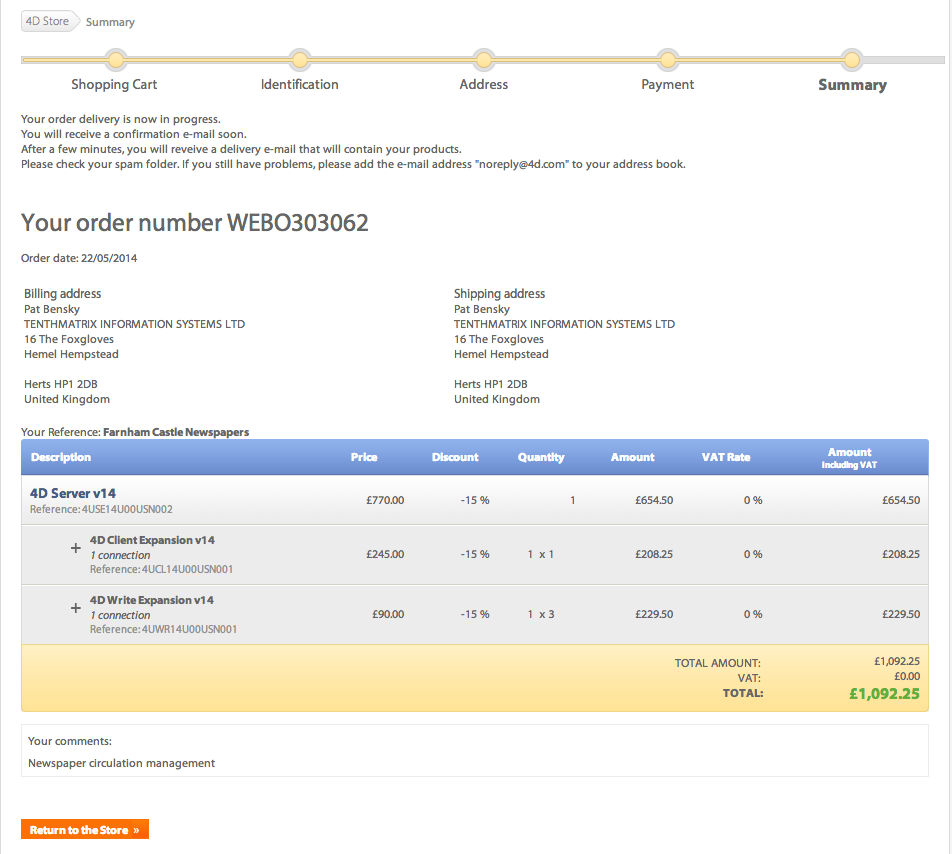 4D Store Summary
Shopping Cart Identification Address Payment Summary
Your order delivery is now in progress.
You will receive a confirmation e-mail soon.
After a few minutes, you will reveive a delivery e-mail that will contain your products.
Please check your spam folder. If you still have problems, please add the e-mail address "noreply@4d.com" to your address book.
Your order number WEBO303062
Order date: 22/05/2014
Billing address
Pat Bensky
TENTHMATRIX INFORMATION SYSTEMS LTD
16 The Foxgloves
Hemel Hempstead
Herts HP1 2DB
United Kingdom
Shipping address
Pat Bensky
TENTHMATRIX INFORMATION SYSTEMS LTD
16 The Foxgloves
Hemel Hempstead
Herts HP1 2DB
United Kingdom
Your Reference: Farnham Castle Newspapers
Description Price Discount Quantity Amount VAT Rate Amount Including VAT
4D Server v14
Reference: 4USE14U00USN002
£770.00 -15 % 1 £654.50 0 % £654.50
+ 4D Client Expansion v14
1 connection
Reference: 4UCL14U00USN001
£245.00 -15 % 1 x 1 £208.25 0 % £208.25
+ 4D Write Expansion v14
1 connection
Reference: 4UWR14U00USN001
£90.00 -15 % 1 x 3 £229.50 0 % £229.50
TOTAL AMOUNT: £1,092.25
VAT: £0.00
TOTAL: £1,092.25
Your comments:
Newspaper circulation management
Return to the Store »